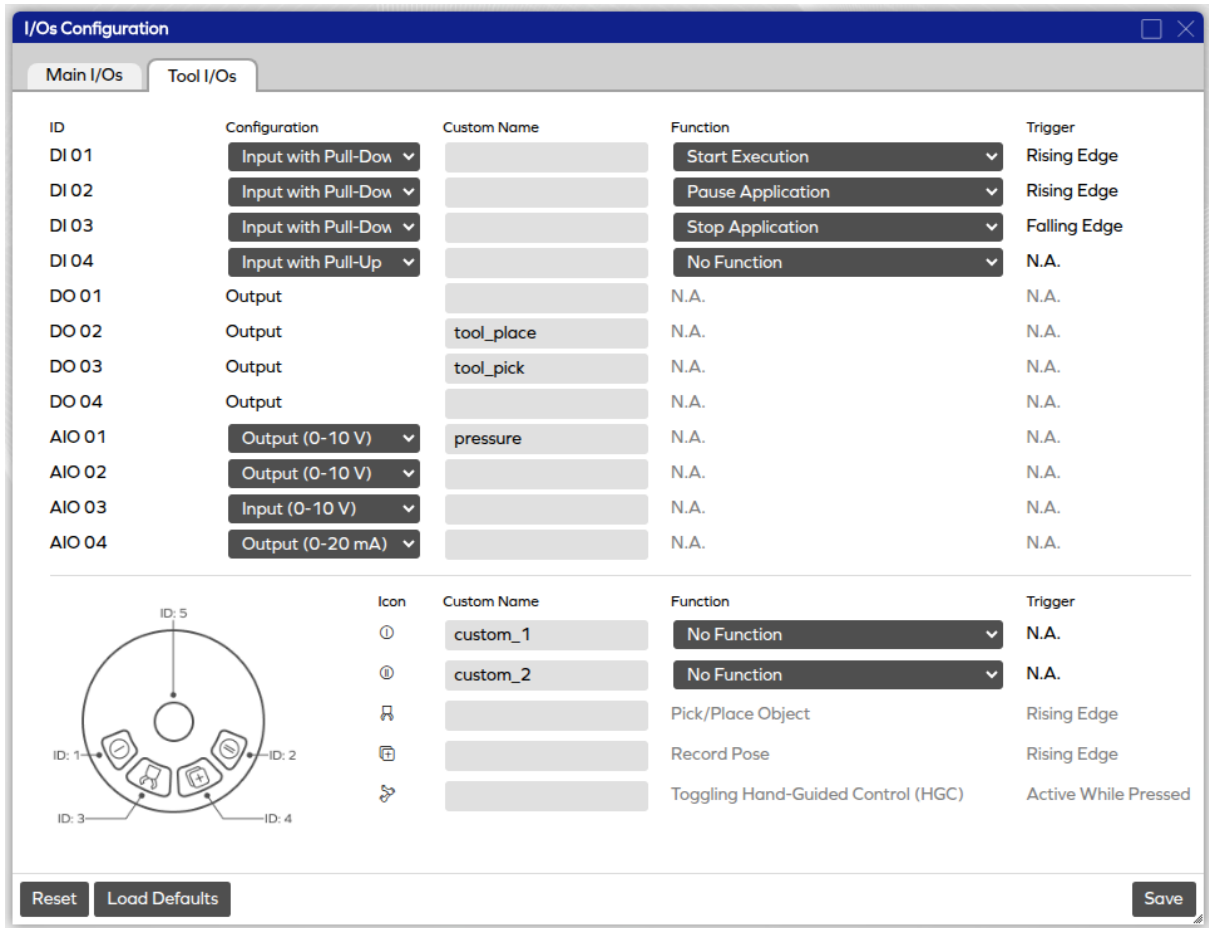 I/Os Configuration
Main I/Os Tool I/Os
ID Configuration Custom Name Function Trigger
DI 01 Input with Pull-Dow Start Execution Rising Edge
DI 02 Input with Pull-Dow Pause Application Rising Edge
DI 03 Input with Pull-Dow Stop Application Falling Edge
DI 04 Input with Pull-Up No Function N.A.
DO 01 Output N.A. N.A.
DO 02 Output tool_place N.A. N.A.
DO 03 Output tool_pick N.A. N.A.
DO 04 Output N.A. N.A.
AIO 01 Output (0-10 V) pressure N.A. N.A.
AIO 02 Output (0-10 V) N.A. N.A.
AIO 03 Input (0-10 V) N.A. N.A.
AIO 04 Output (0-20 mA) N.A. N.A.
Icon Custom Name Function Trigger
ID: 5
custom_1 No Function N.A.
custom_2 No Function N.A.
Pick/Place Object Rising Edge
ID: 1 ID: 2 Record Pose Rising Edge
Toggling Hand-Guided Control (HGC) Active While Pressed
ID: 3 ID: 4
Reset Load Defaults Save